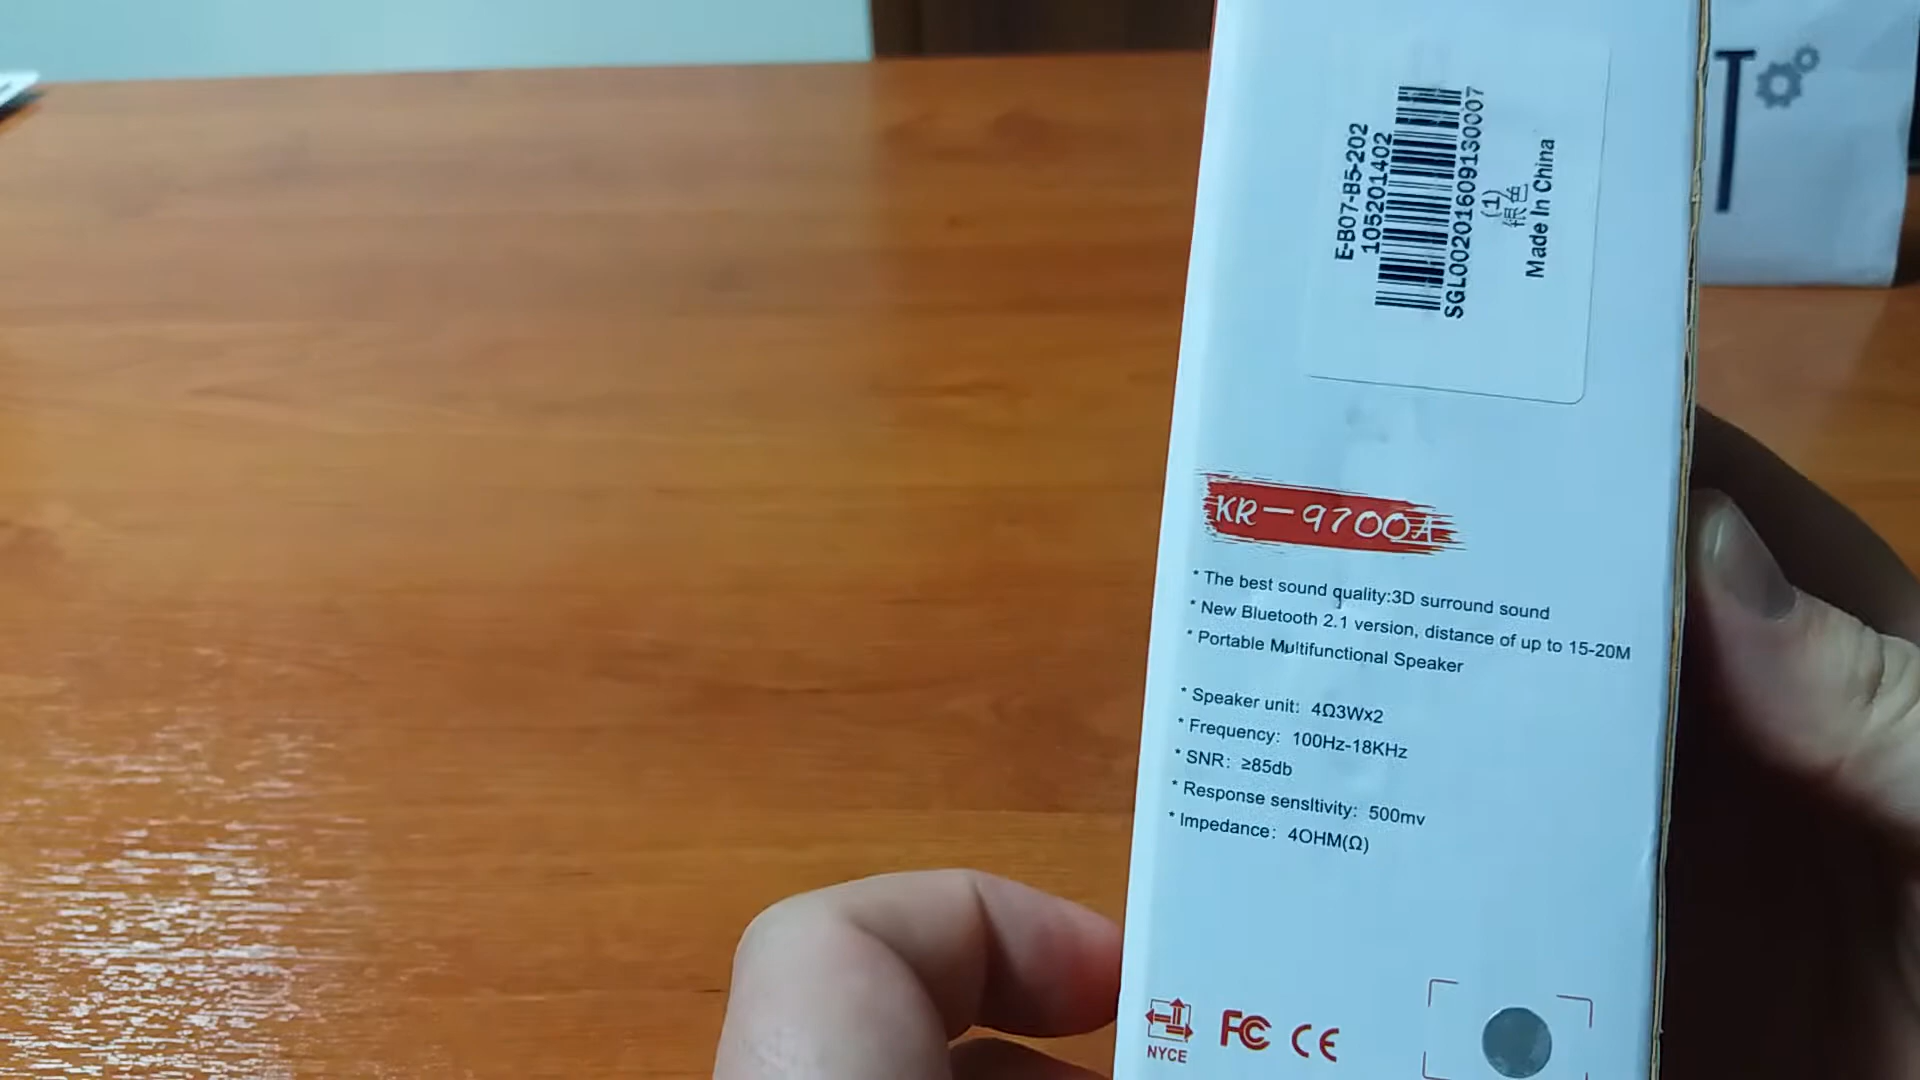 E-B07-B5-202
105201402
SGL00201609130007
(1)
银色
Made In China
T
KR-9700A
* The best sound quality:3D surround sound
* New Bluetooth 2.1 version, distance of up to 15-20M
* Portable Multifunctional Speaker
* Speaker unit: 4Ω3Wx2
* Frequency: 100Hz-18KHz
* SNR: ≥85db
* Response sensltivity: 500mv
* Impedance: 4OHM(Ω)
NYCE
FC CE